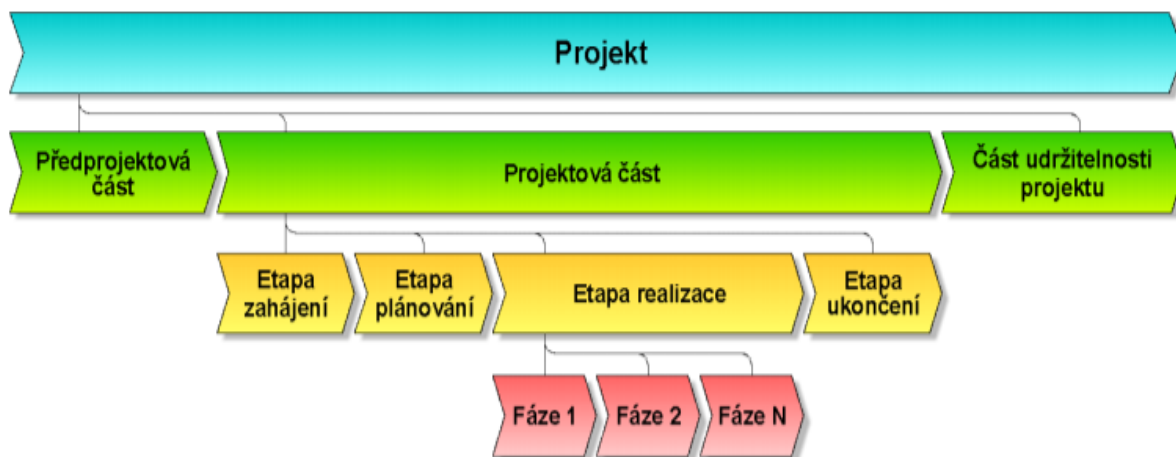 Projekt
Předprojektová
část
Projektová část
Část udržitelnosti
projektu
Etapa
zahájení
Etapa
plánování
Etapa realizace
Etapa
ukončení
Fáze 1
Fáze 2
Fáze N